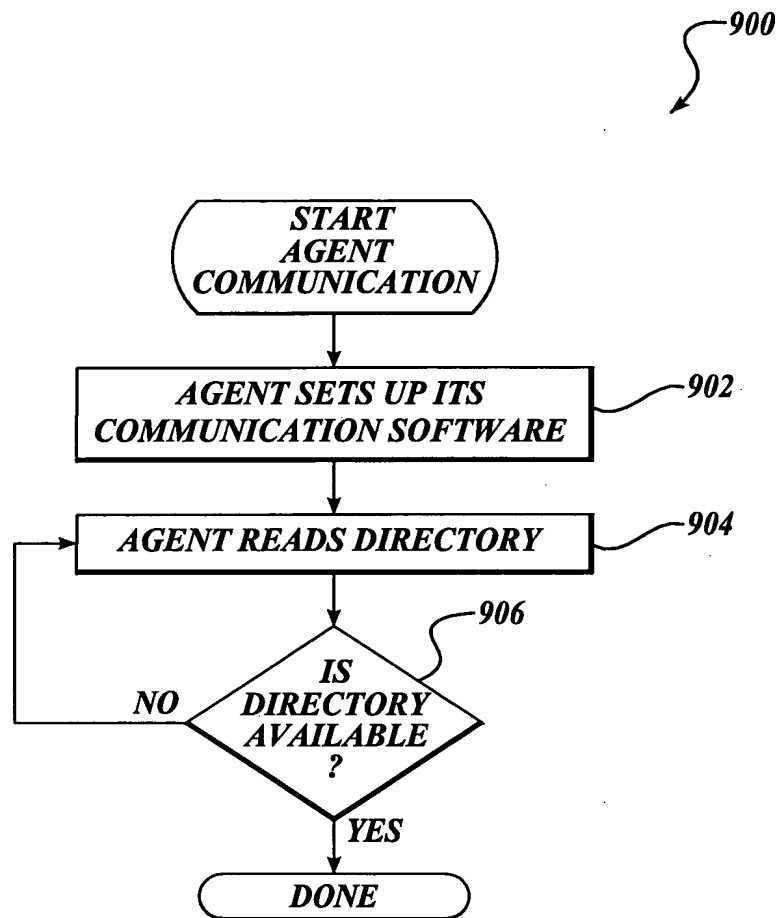 900
START
AGENT
COMMUNICATION
AGENT SETS UP ITS
COMMUNICATION SOFTWARE
902
AGENT READS DIRECTORY
904
906
IS
DIRECTORY
AVAILABLE
?
NO
YES
DONE